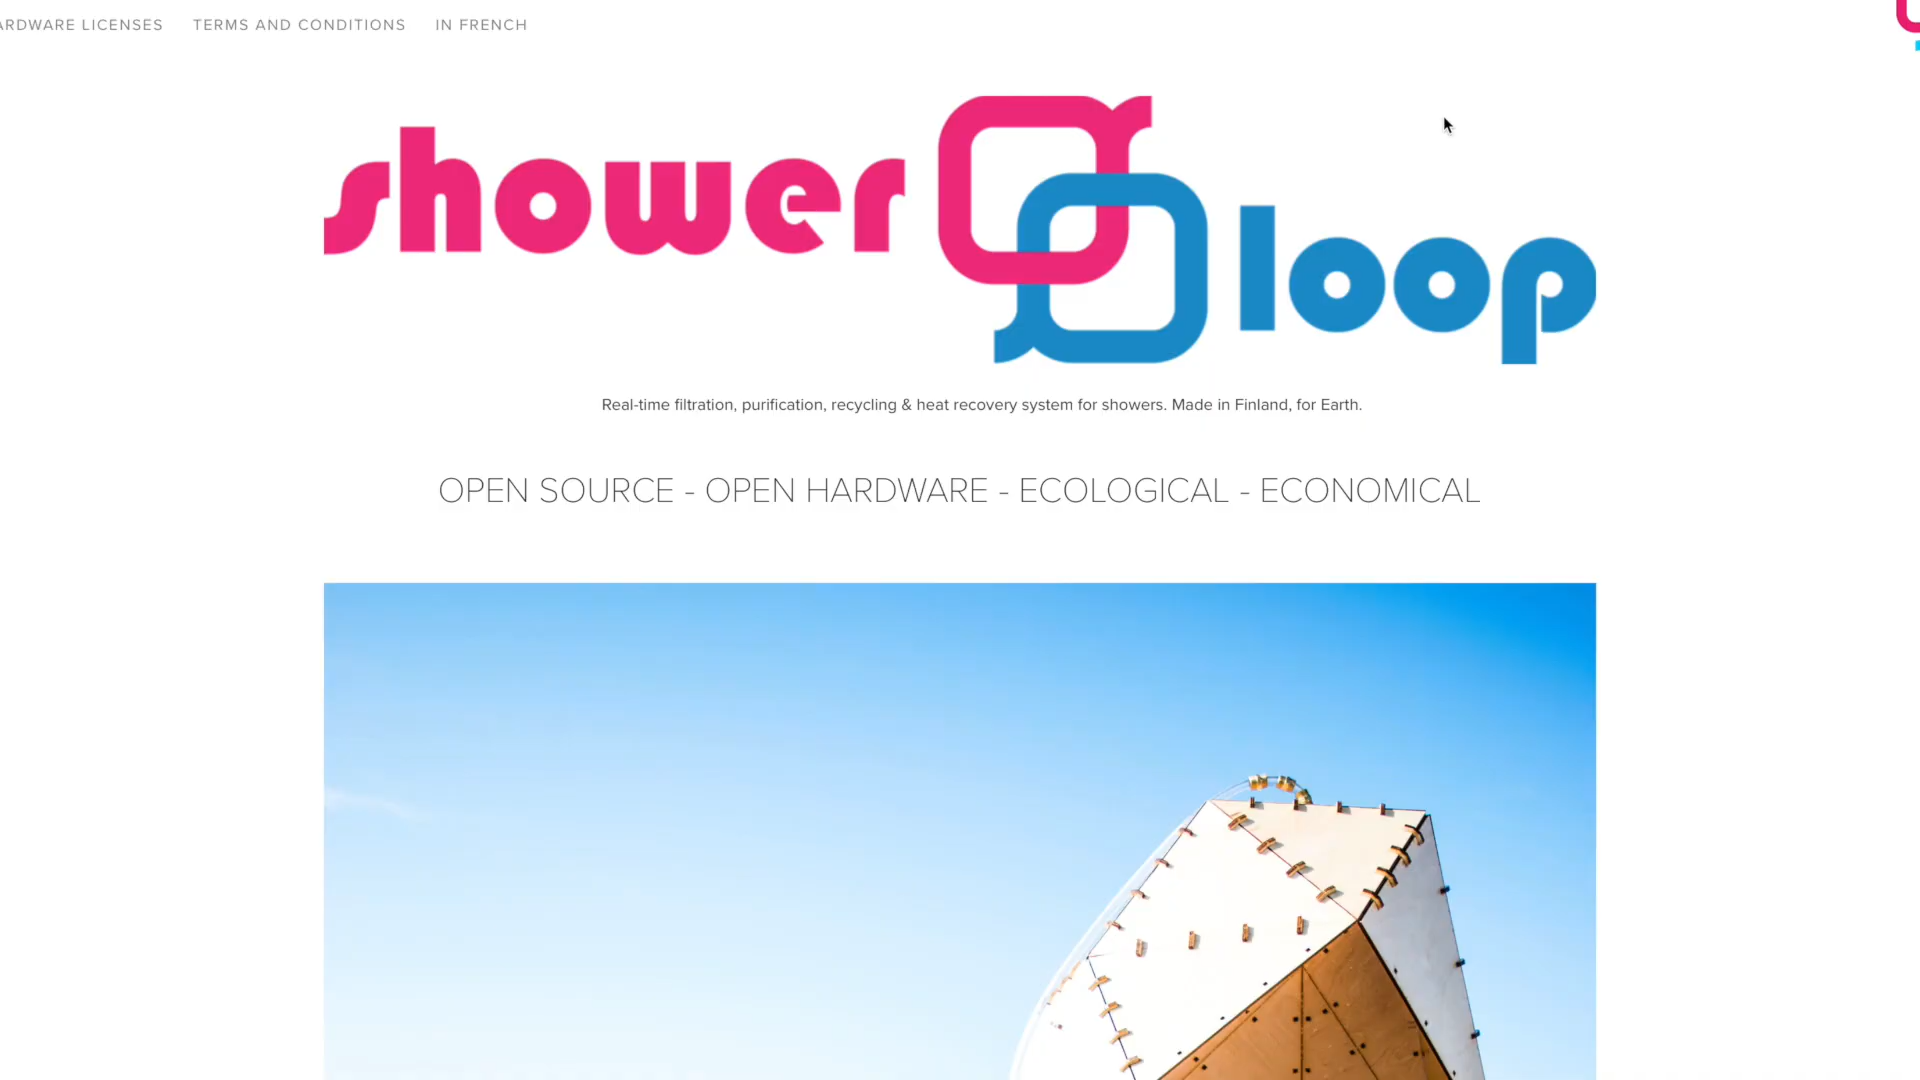 ARDWARE LICENSES TERMS AND CONDITIONS IN FRENCH
shower
loop
Real-time filtration, purification, recycling & heat recovery system for showers. Made in Finland, for Earth.
OPEN SOURCE - OPEN HARDWARE - ECOLOGICAL - ECONOMICAL